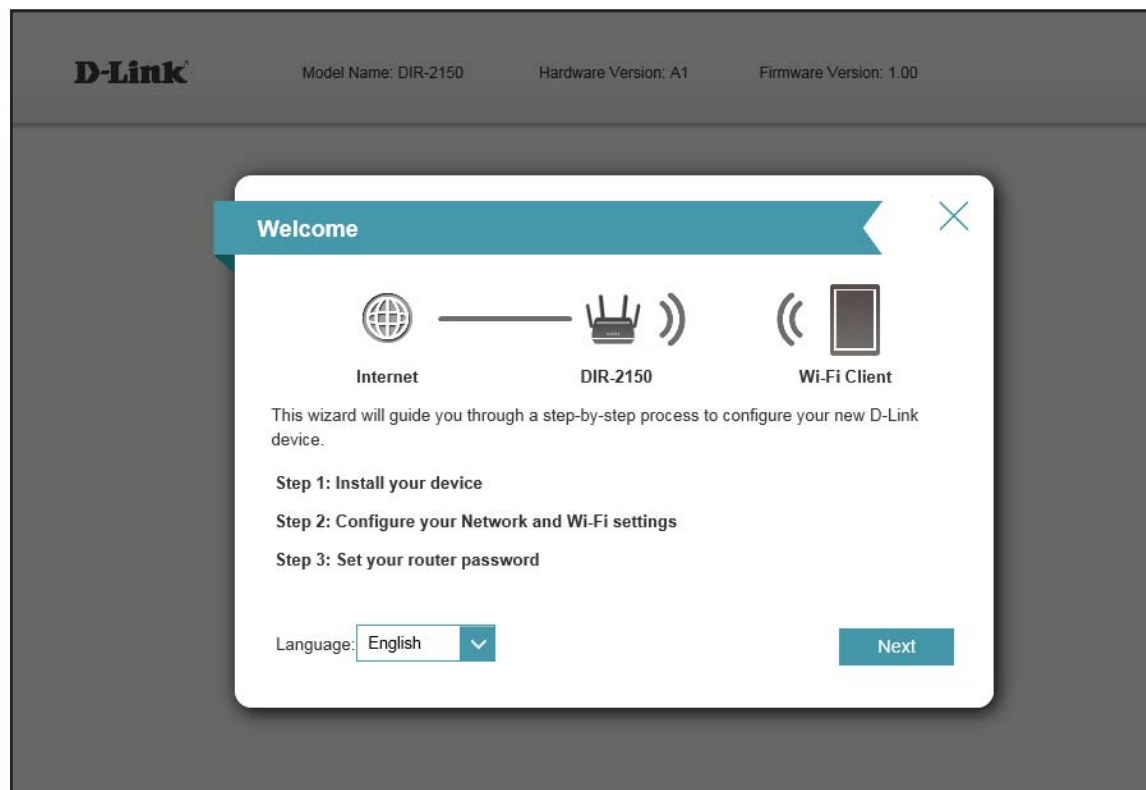 D-Link
Model Name: DIR-2150 Hardware Version: A1 Firmware Version: 1.00
Welcome
Internet DIR-2150 Wi-Fi Client
This wizard will guide you through a step-by-step process to configure your new D-Link
device.
Step 1: Install your device
Step 2: Configure your Network and Wi-Fi settings
Step 3: Set your router password
Language: English
Next